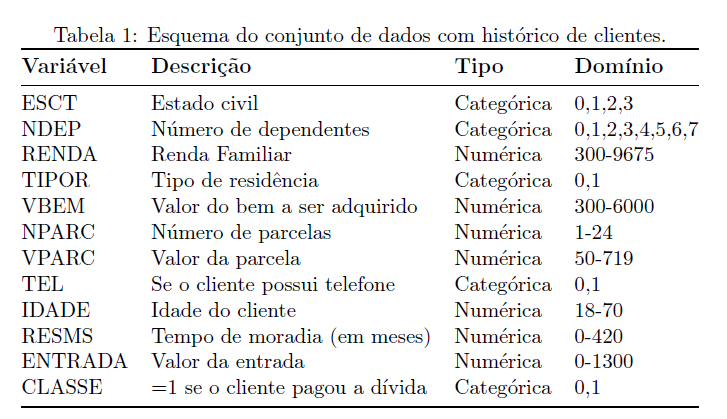 Tabela 1: Esquema do conjunto de dados com histórico de clientes.
Variável Descrição Tipo Domínio
ESCT Estado civil Categórica 0,1,2,3
NDEP Número de dependentes Categórica 0,1,2,3,4,5,6,7
RENDA Renda Familiar Numérica 300-9675
TIPOR Tipo de residência Categórica 0,1
VBEM Valor do bem a ser adquirido Numérica 300-6000
NPARC Número de parcelas Numérica 1-24
VPARC Valor da parcela Numérica 50-719
TEL Se o cliente possui telefone Categórica 0,1
IDADE Idade do cliente Numérica 18-70
RESMS Tempo de moradia (em meses) Numérica 0-420
ENTRADA Valor da entrada Numérica 0-1300
CLASSE =1 se o cliente pagou a dívida Categórica 0,1